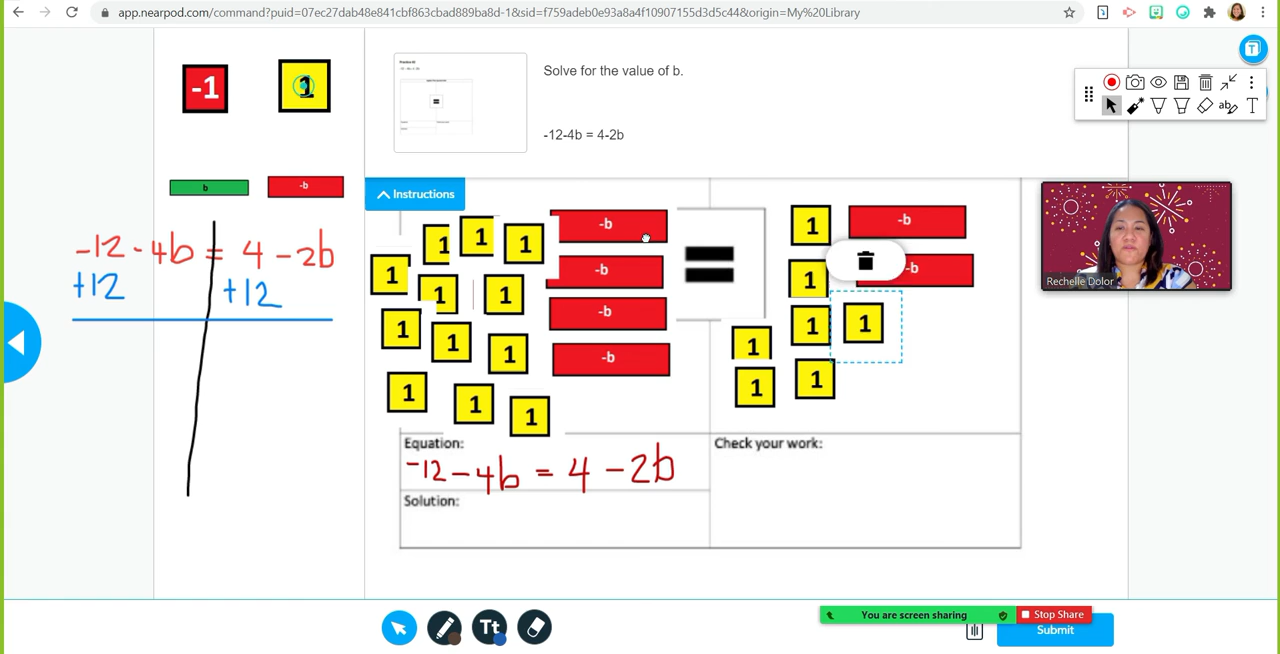 app.nearpod.com/command?puid=07ec27dab48e841cbf863cbad889ba8d-1&sid=f759adeb0e93a8a4f10907155d3d5c44&origin=My%20Library
-1 1
b -b
-12 - 4b = 4 - 2b
+12 +12
Solve for the value of b.
-12-4b = 4-2b
Instructions
1 1 1 -b = 1 -b
1 1 1 -b 1 -b
1 1 1 -b 1 1 1
1 1 1 -b 1 1
Equation:
-12 - 4b = 4 - 2b
Solution:
Check your work:
Rechelle Dolor
T
ab
T
Tt
You are screen sharing
Stop Share
Submit